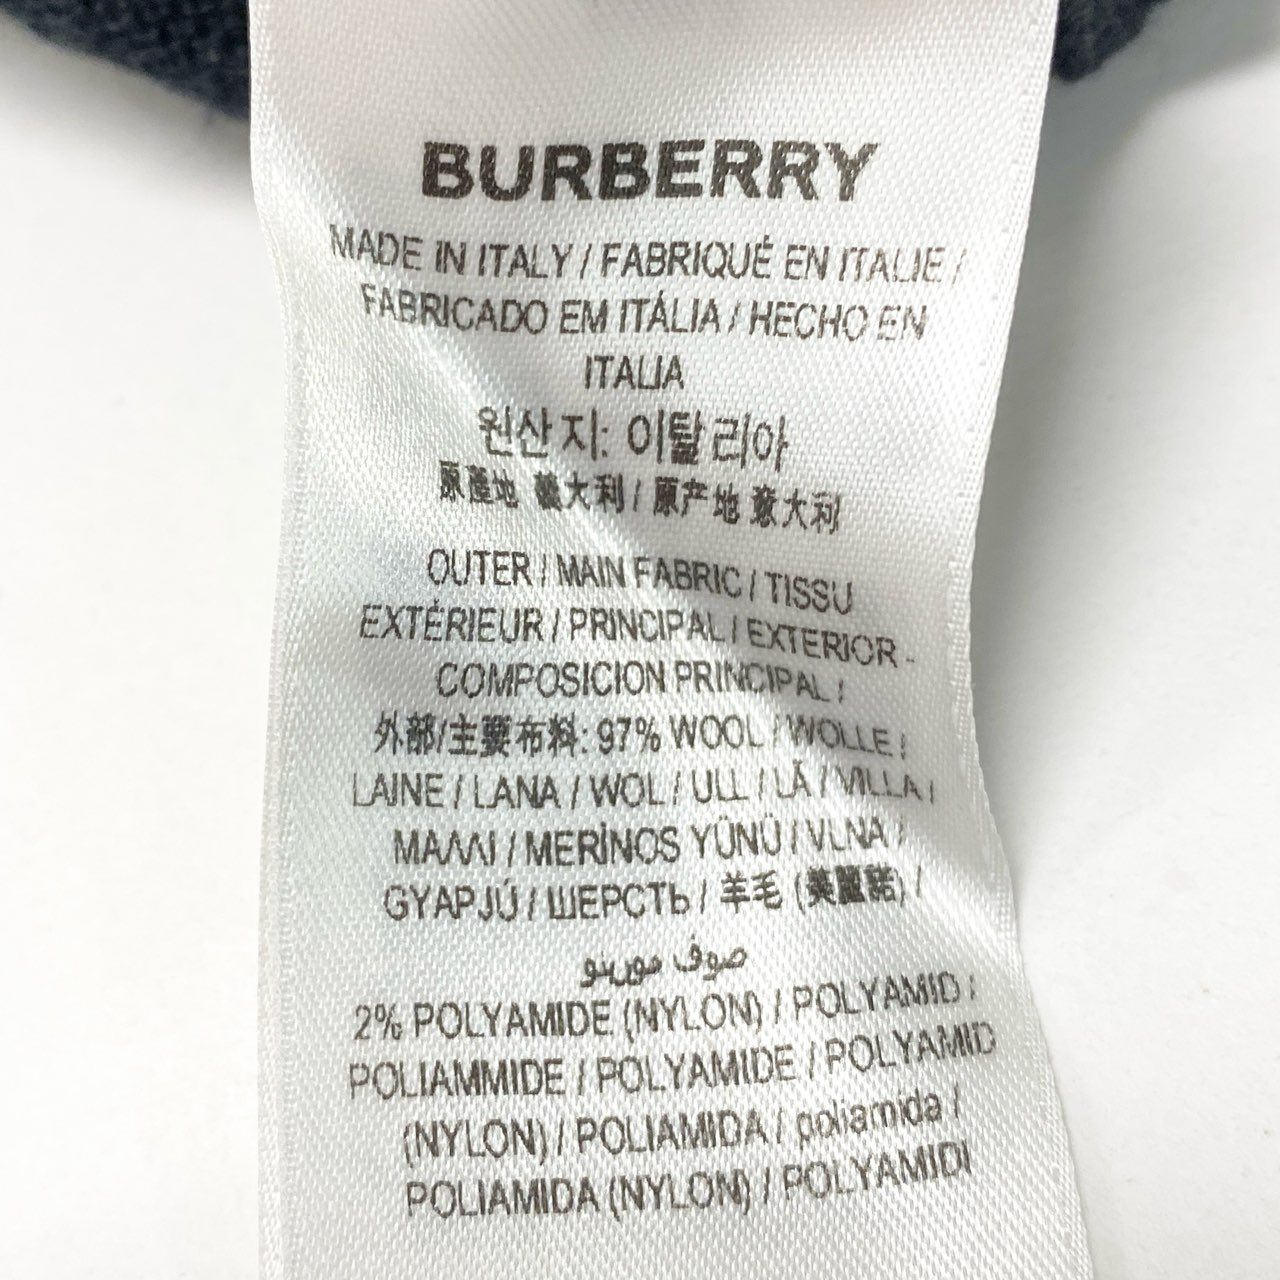 BURBERRY
MADE IN ITALY / FABRIQUÉ EN ITALIE /
FABRICADO EM ITÁLIA / HECHO EN
ITALIA
원산지: 이탈리아
原產地 義大利 / 原产地 意大利
OUTER / MAIN FABRIC / TISSU
EXTÉRIEUR / PRINCIPAL / EXTERIOR -
COMPOSICION PRINCIPAL /
外部/主要布料: 97% WOOL / WOLLE /
LAINE / LANA / WOL / ULL / LÃ / VILLA /
ΜΑΛΛΙ / MERİNOS YÜNÜ / VLNA /
GYAPJÚ / ШЕРСТЬ / 羊毛 (美麗諾) /
صوف مورينو
2% POLYAMIDE (NYLON) / POLYAMID /
POLIAMMIDE / POLYAMIDE / POLYAMID
(NYLON) / POLIAMIDA / poliamida /
POLIAMIDA (NYLON) / POLYAMIDI